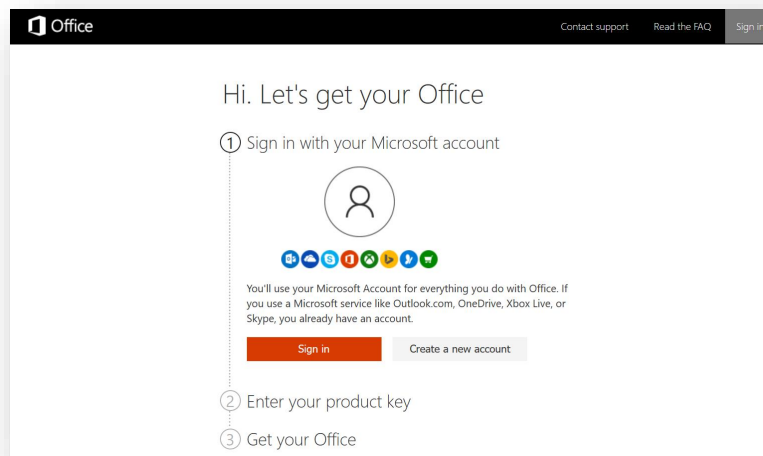 Office
Contact support
Read the FAQ
Sign in
Hi. Let's get your Office
1 Sign in with your Microsoft account
You'll use your Microsoft Account for everything you do with Office. If
you use a Microsoft service like Outlook.com, OneDrive, Xbox Live, or
Skype, you already have an account.
Sign in
Create a new account
2 Enter your product key
3 Get your Office